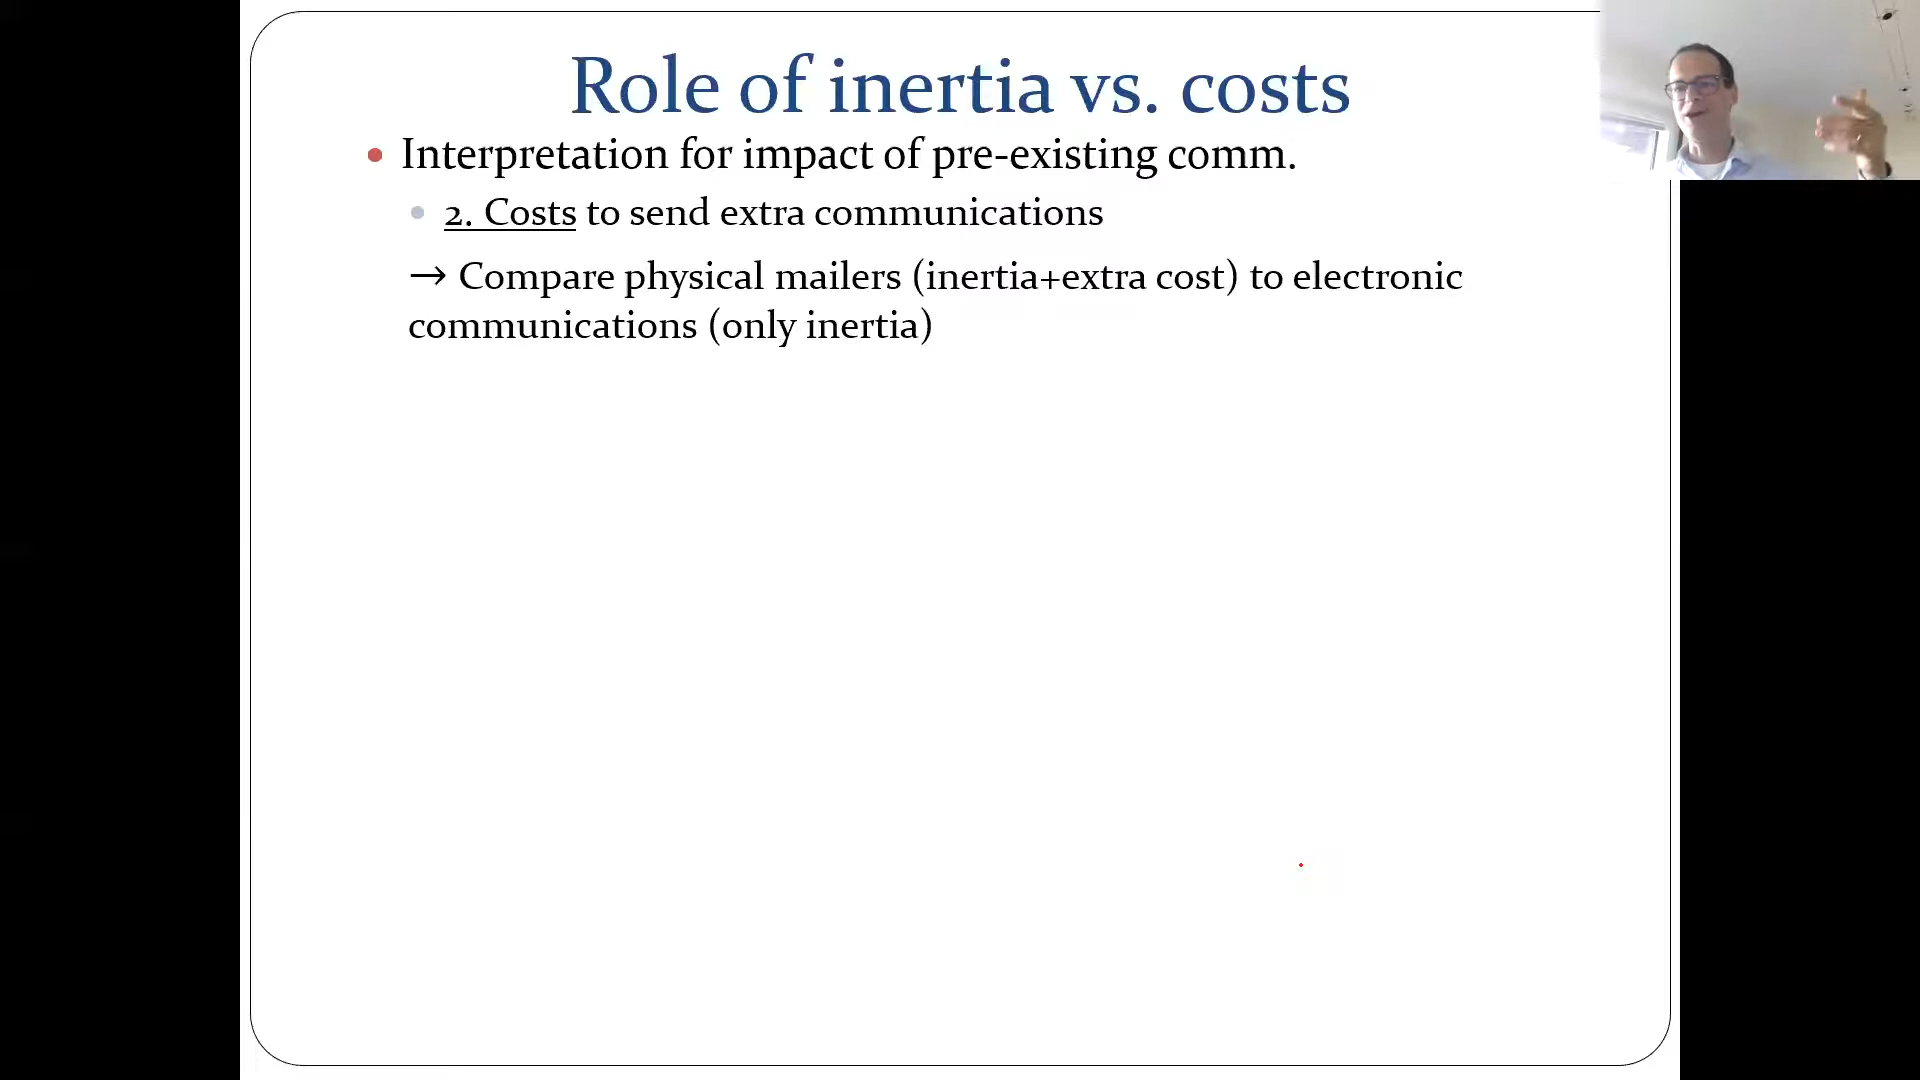 Role of inertia vs. costs
• Interpretation for impact of pre-existing comm.
• 2. Costs to send extra communications
→ Compare physical mailers (inertia+extra cost) to electronic
communications (only inertia)